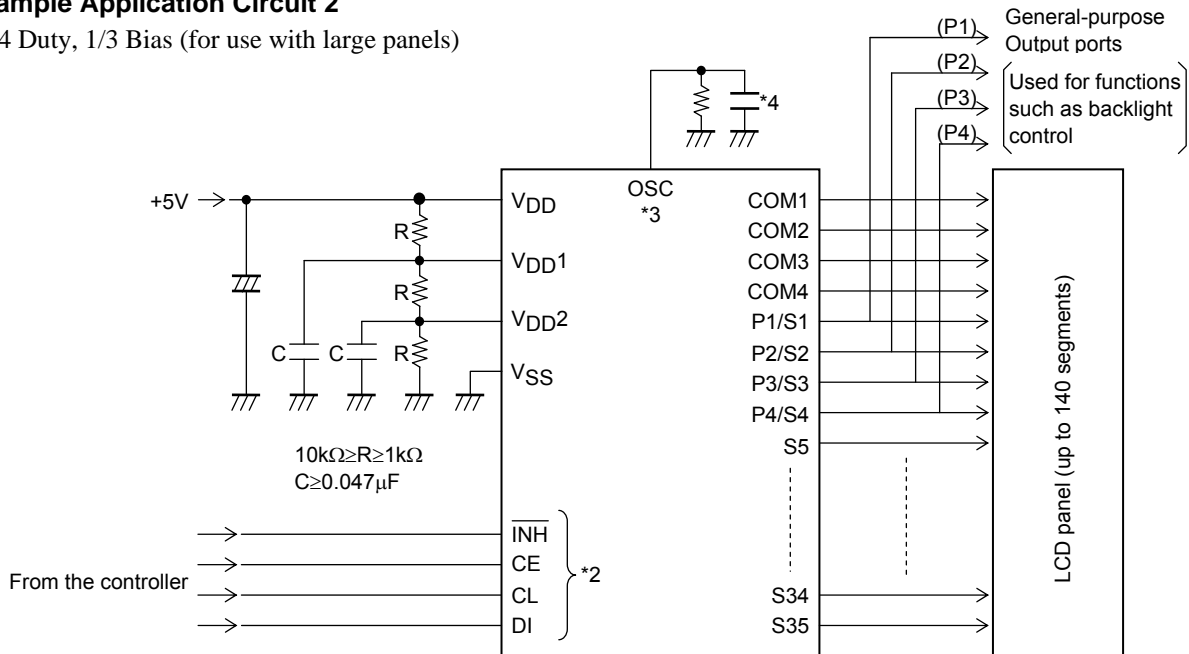 ample Application Circuit 2
4 Duty, 1/3 Bias (for use with large panels)
(P1)
General-purpose
Output ports
(P2)
(P3)
(P4)
Used for functions
such as backlight
control
*4
+5V
VDD
OSC
*3
COM1
COM2
COM3
COM4
P1/S1
P2/S2
P3/S3
P4/S4
S5
S34
S35
R
VDD1
R
VDD2
C
C
R
VSS
10kΩ≥R≥1kΩ
C≥0.047μF
From the controller
INH
CE
CL
DI
*2
LCD panel (up to 140 segments)